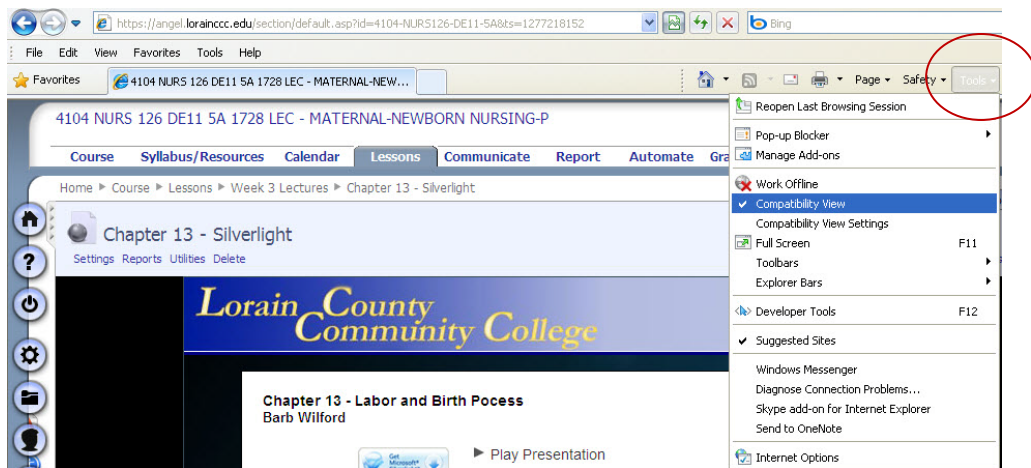 https://angel.lorainccc.edu/section/default.asp?id=4104-NURS126-DE11-5A&ts=1277218152
Bing
File Edit View Favorites Tools Help
Favorites 4104 NURS 126 DE11 5A 1728 LEC - MATERNAL-NEW... Page Safety Tools
4104 NURS 126 DE11 5A 1728 LEC - MATERNAL-NEWBORN NURSING-P
Course Syllabus/Resources Calendar Lessons Communicate Report Automate Gra
Home Course Lessons Week 3 Lectures Chapter 13 - Silverlight
Chapter 13 - Silverlight
Settings Reports Utilities Delete
Lorain County
Community College
Chapter 13 - Labor and Birth Pocess
Barb Wilford
Get
Microsoft
Play Presentation
Reopen Last Browsing Session
Pop-up Blocker
Manage Add-ons
Work Offline
Compatibility View
Compatibility View Settings
Full Screen F11
Toolbars
Explorer Bars
Developer Tools F12
Suggested Sites
Windows Messenger
Diagnose Connection Problems...
Skype add-on for Internet Explorer
Send to OneNote
Internet Options